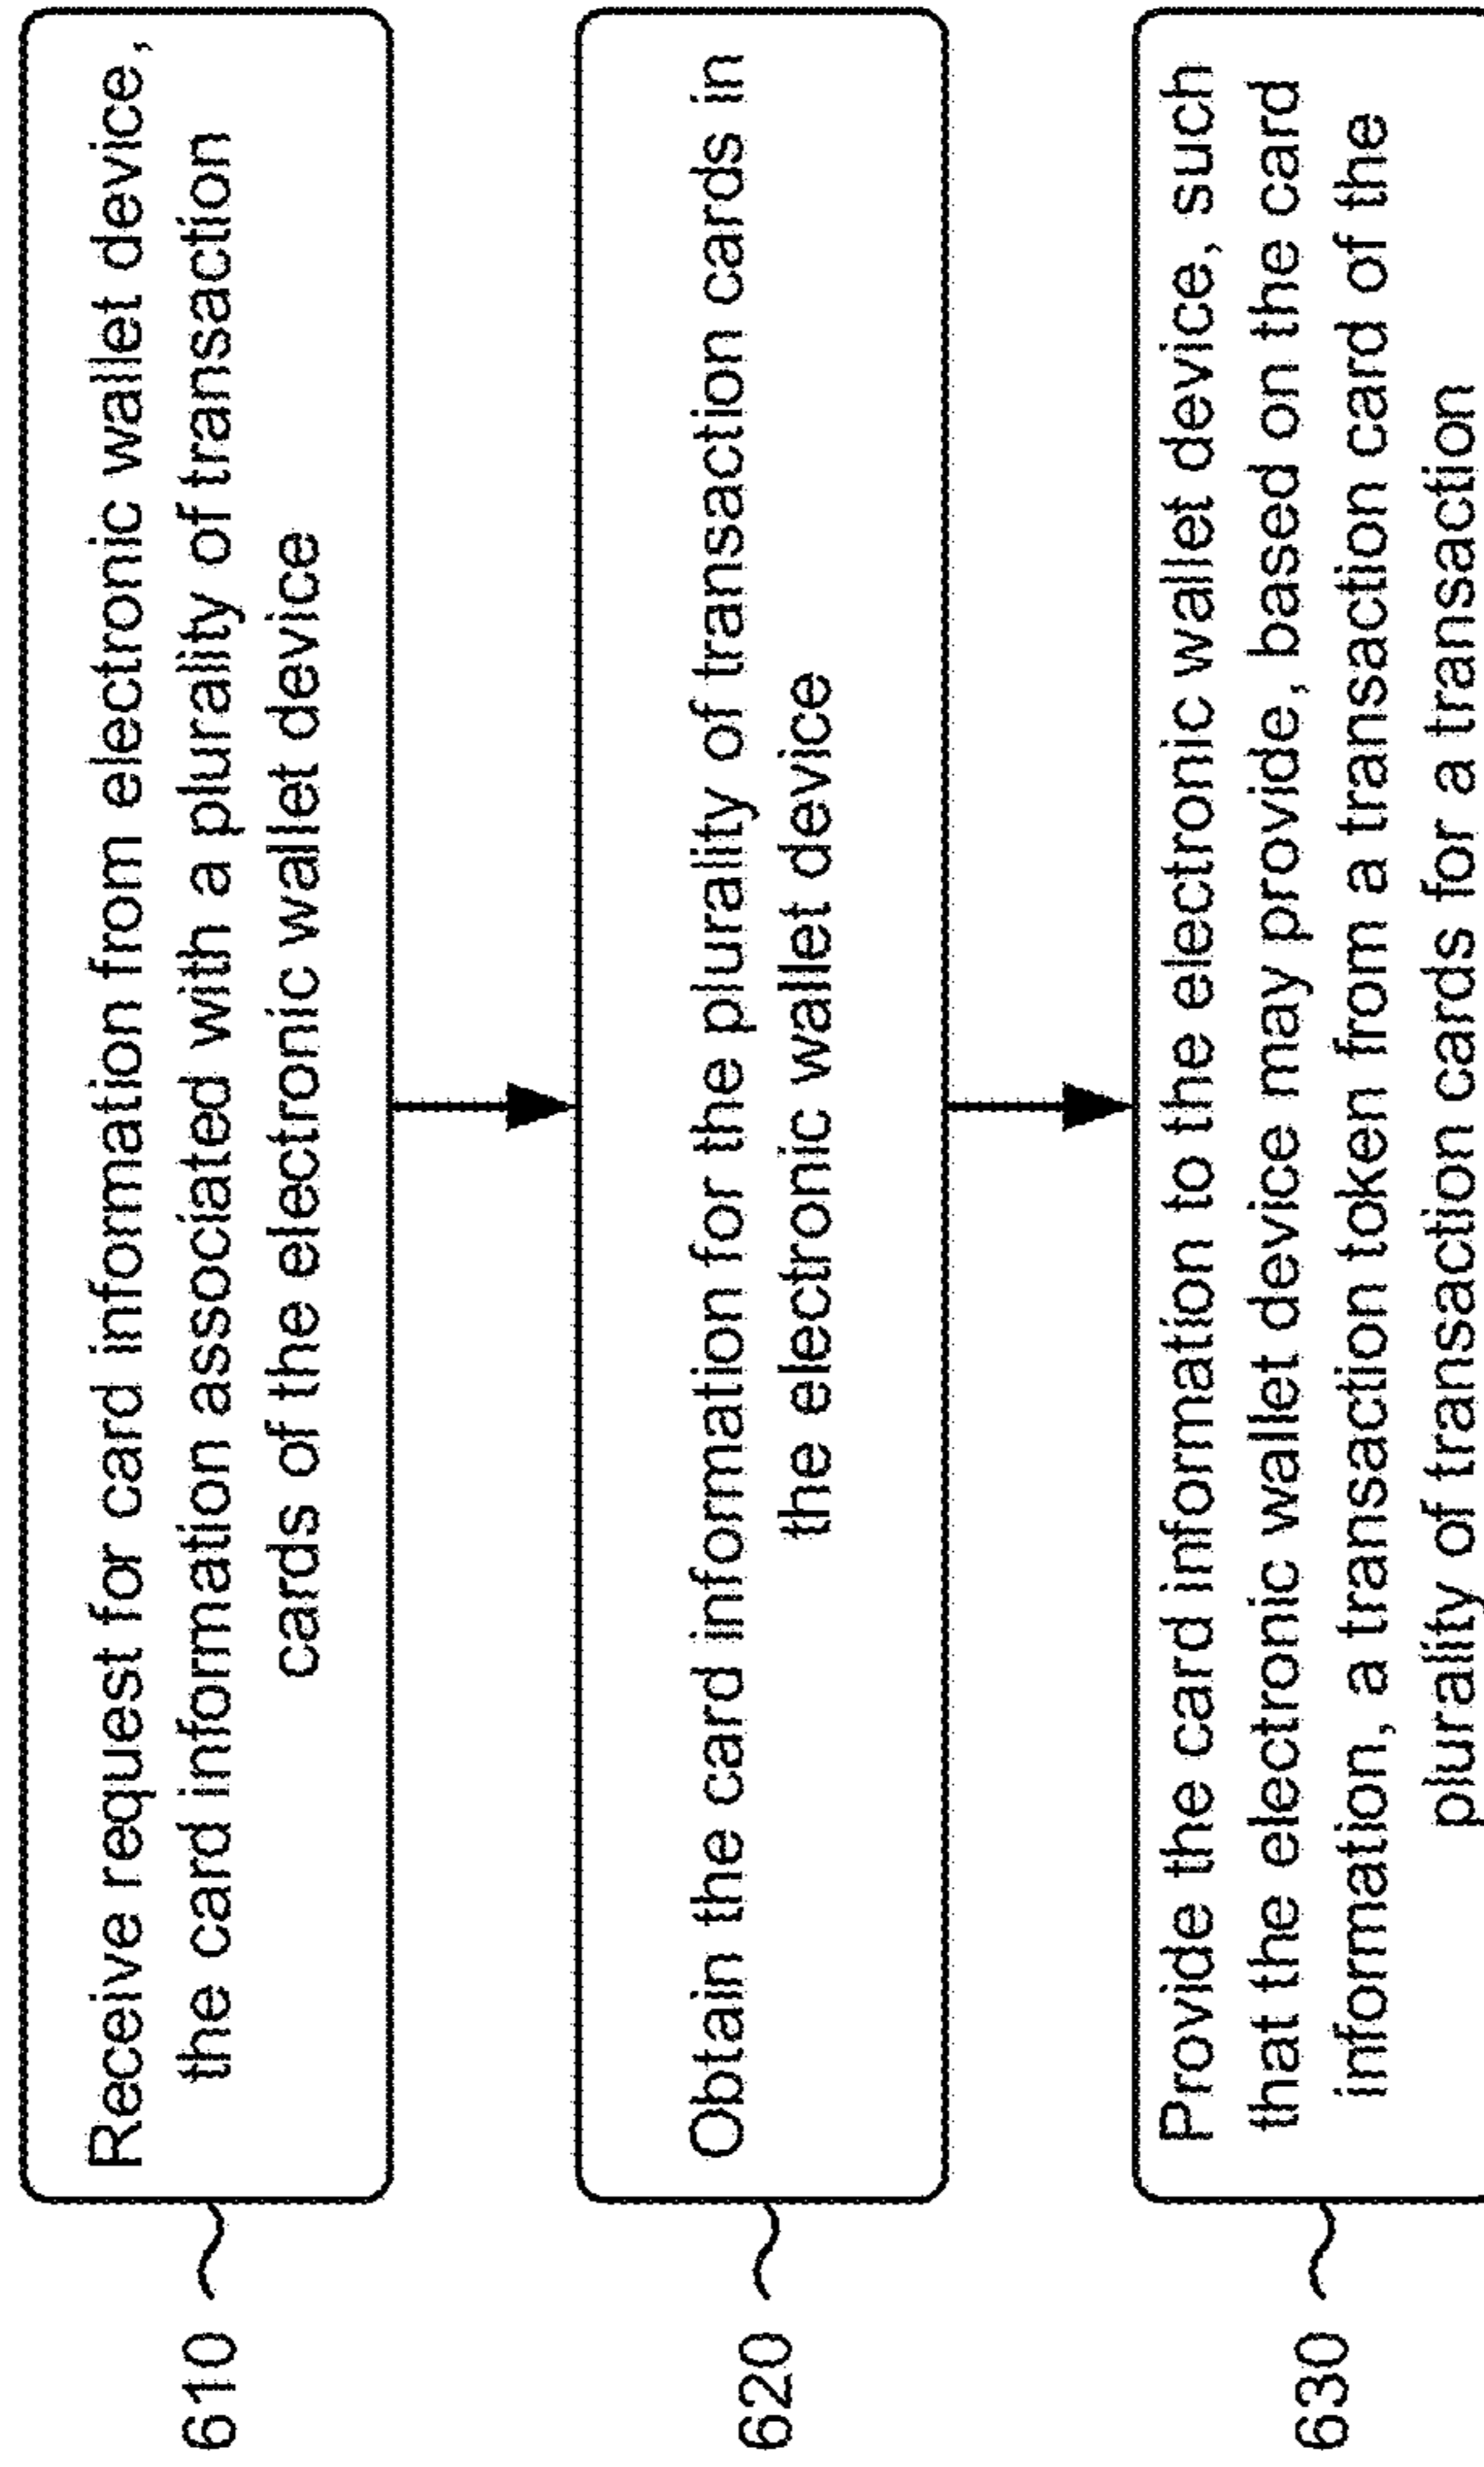 610
Receive request for card information from electronic wallet device,
the card information associated with a plurality of transaction
cards of the electronic wallet device
620
Obtain the card information for the plurality of transaction cards in
the electronic wallet device
630
Provide the card information to the electronic wallet device, such
that the electronic wallet device may provide, based on the card
information, a transaction token from a transaction card of the
plurality of transaction cards for a transaction